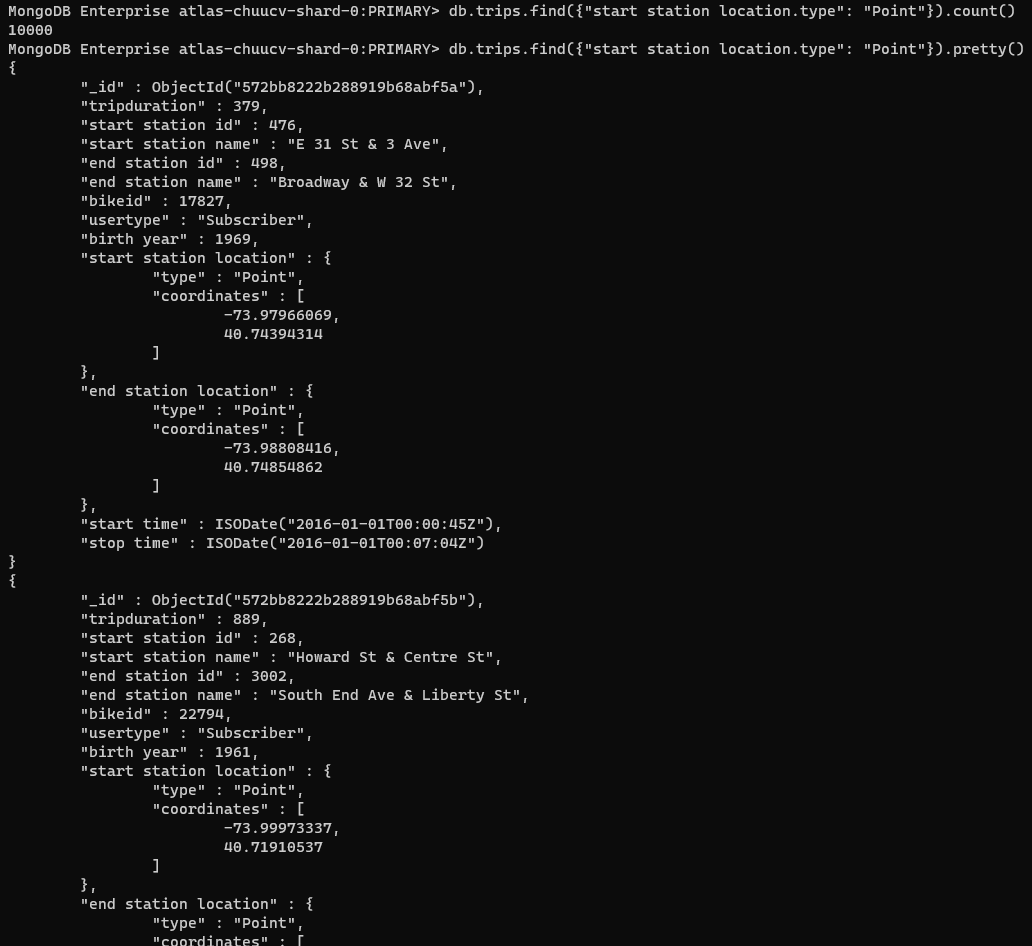 MongoDB Enterprise atlas-chuucv-shard-0:PRIMARY> db.trips.find({"start station location.type": "Point"}).count()
10000
MongoDB Enterprise atlas-chuucv-shard-0:PRIMARY> db.trips.find({"start station location.type": "Point"}).pretty()
{
        "_id" : ObjectId("572bb8222b288919b68abf5a"),
        "tripduration" : 379,
        "start station id" : 476,
        "start station name" : "E 31 St & 3 Ave",
        "end station id" : 498,
        "end station name" : "Broadway & W 32 St",
        "bikeid" : 17827,
        "usertype" : "Subscriber",
        "birth year" : 1969,
        "start station location" : {
                "type" : "Point",
                "coordinates" : [
                        -73.97966069,
                        40.74394314
                ]
        },
        "end station location" : {
                "type" : "Point",
                "coordinates" : [
                        -73.98808416,
                        40.74854862
                ]
        },
        "start time" : ISODate("2016-01-01T00:00:45Z"),
        "stop time" : ISODate("2016-01-01T00:07:04Z")
}
{
        "_id" : ObjectId("572bb8222b288919b68abf5b"),
        "tripduration" : 889,
        "start station id" : 268,
        "start station name" : "Howard St & Centre St",
        "end station id" : 3002,
        "end station name" : "South End Ave & Liberty St",
        "bikeid" : 22794,
        "usertype" : "Subscriber",
        "birth year" : 1961,
        "start station location" : {
                "type" : "Point",
                "coordinates" : [
                        -73.99973337,
                        40.71910537
                ]
        },
        "end station location" : {
                "type" : "Point",
                "coordinates" : [